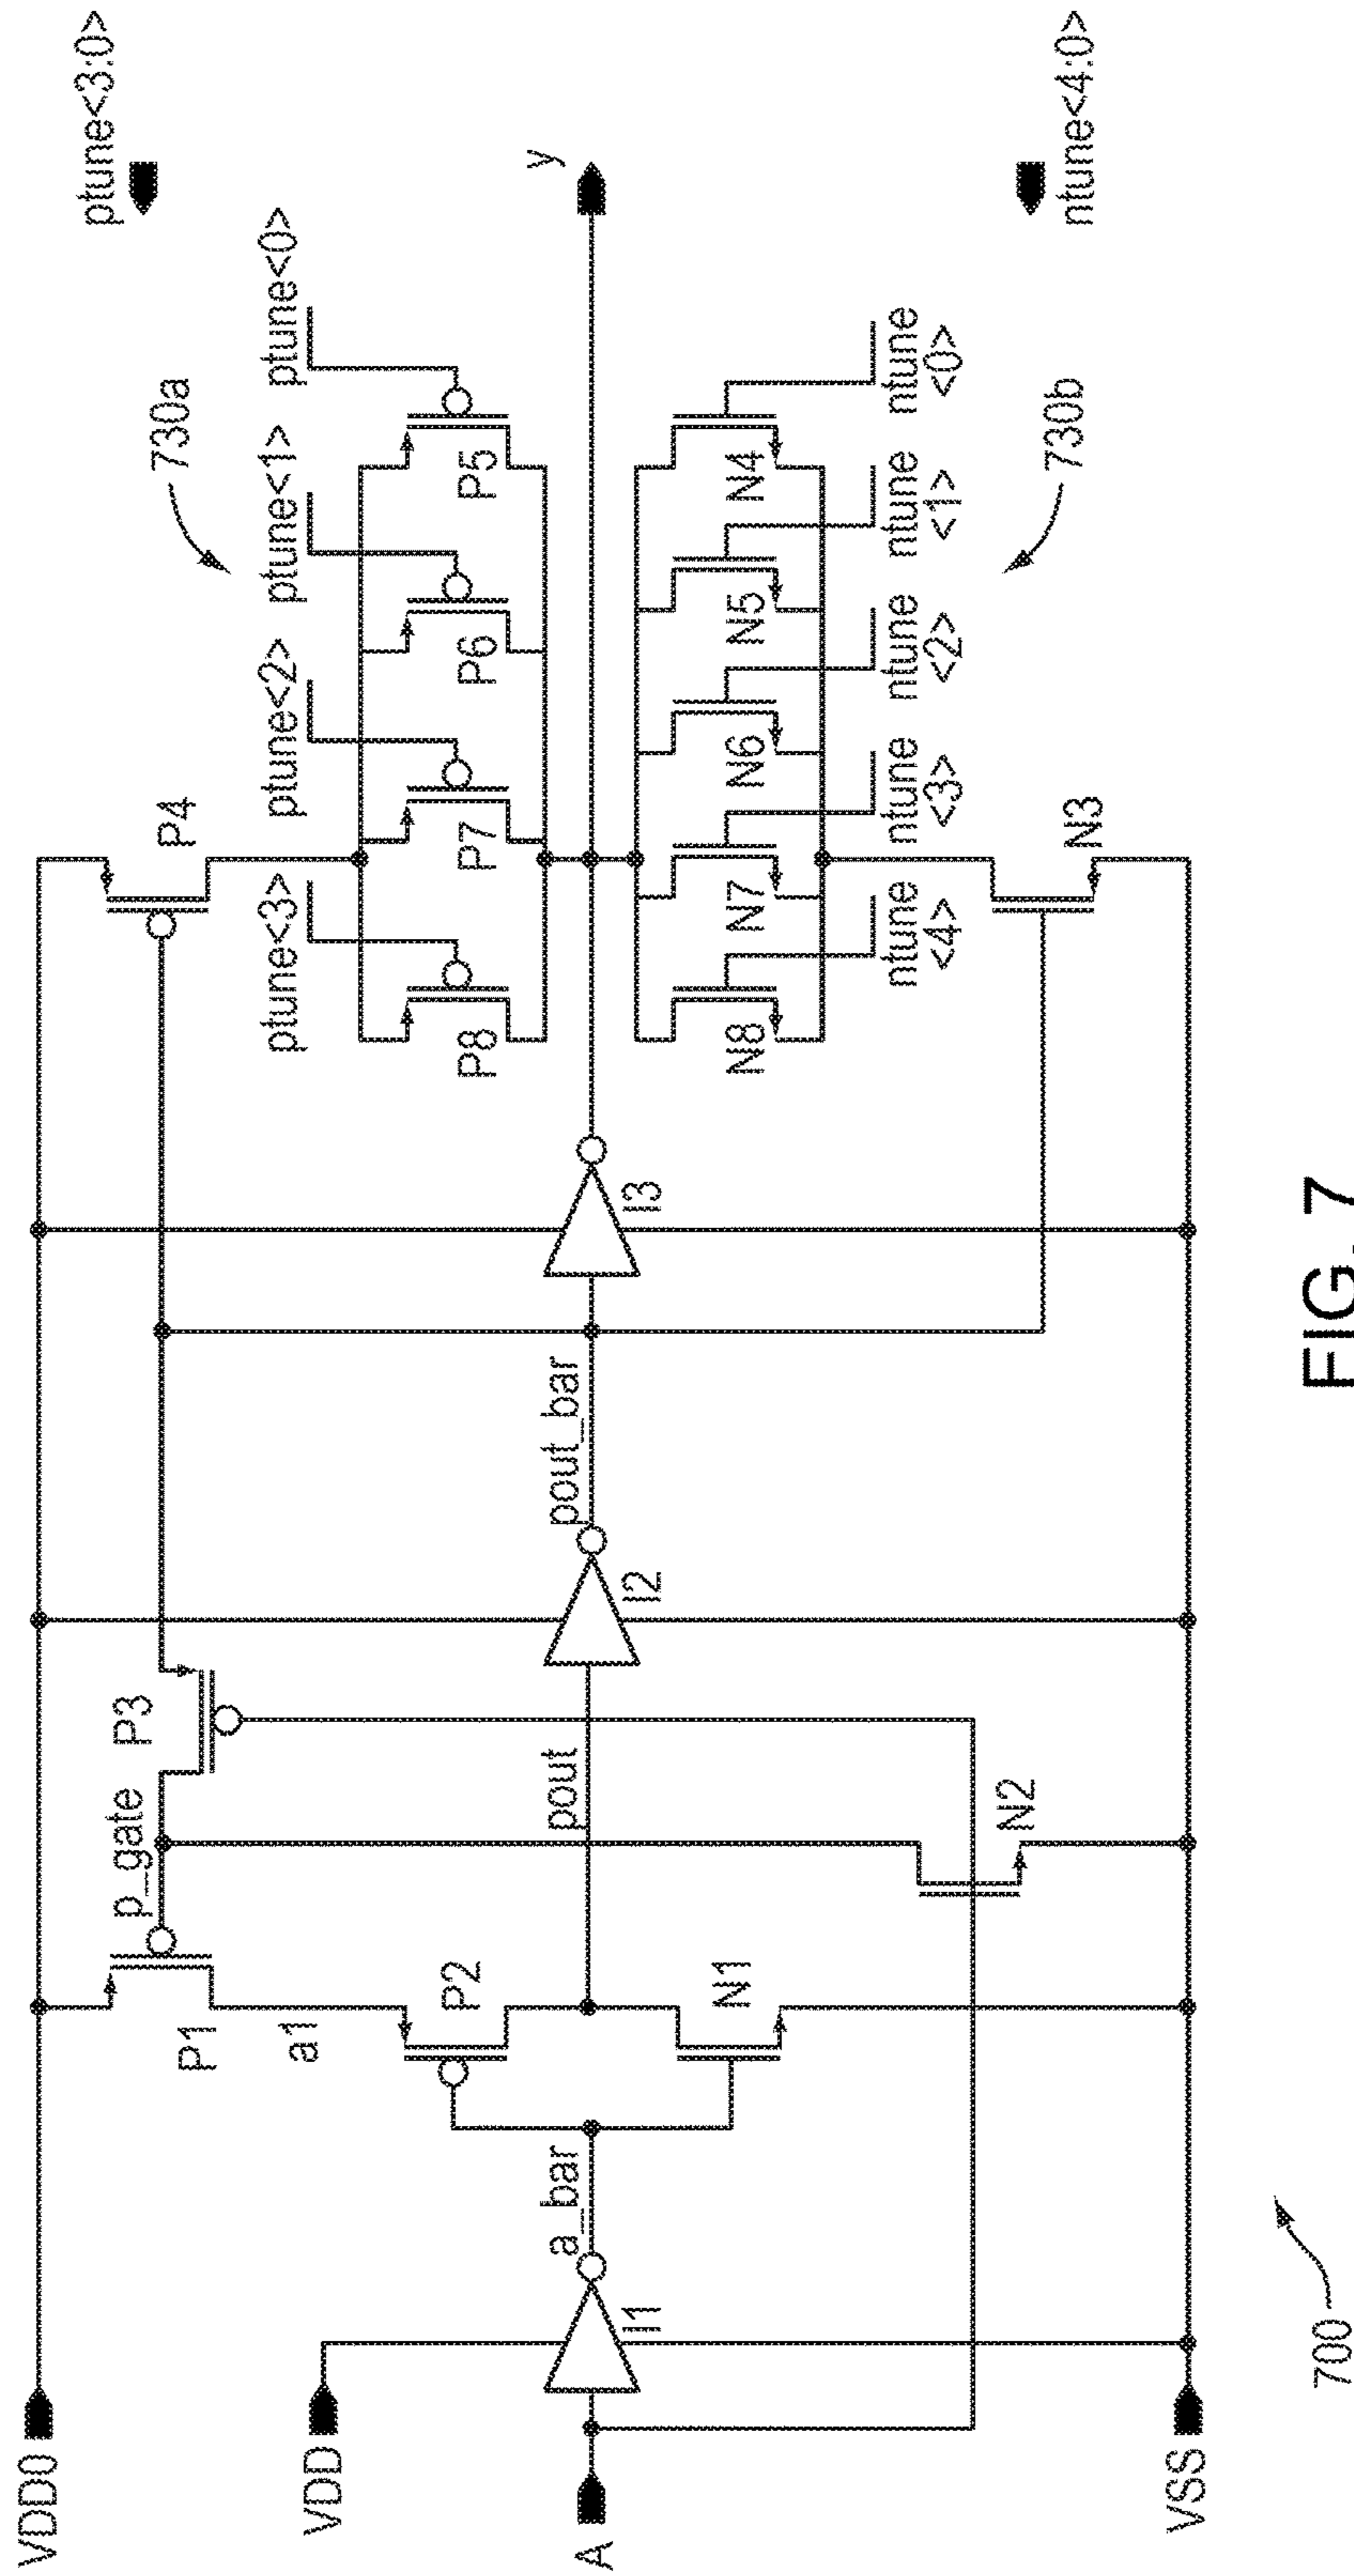 VDD0
VDD
A
VSS
I1
a_bar
P1
a1
P2
N1
p_gate
P3
pout
N2
I2
pout_bar
I3
P4
ptune<3>
ptune<2>
ptune<1>
ptune<0>
730a
P8
P7
P6
P5
N8
N7
N6
N5
N4
ntune
<4>
ntune
<3>
ntune
<2>
ntune
<1>
ntune
<0>
N3
730b
y
ptune<3:0>
ntune<4:0>
700
FIG. 7